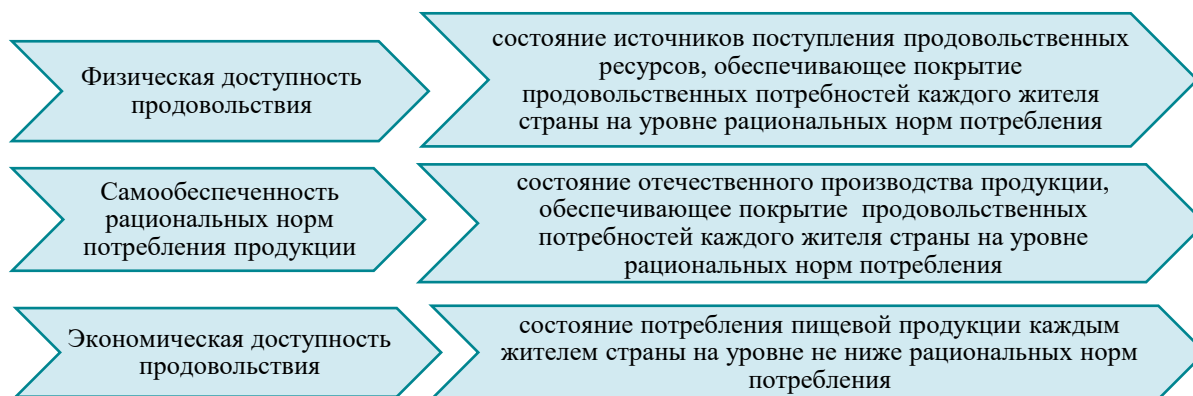 Физическая доступность
продовольствия
состояние источников поступления продовольственных
ресурсов, обеспечивающее покрытие
продовольственных потребностей каждого жителя
страны на уровне рациональных норм потребления
Самообеспеченность
рациональных норм
потребления продукции
состояние отечественного производства продукции,
обеспечивающее покрытие продовольственных
потребностей каждого жителя страны на уровне
рациональных норм потребления
Экономическая доступность
продовольствия
состояние потребления пищевой продукции каждым
жителем страны на уровне не ниже рациональных норм
потребления